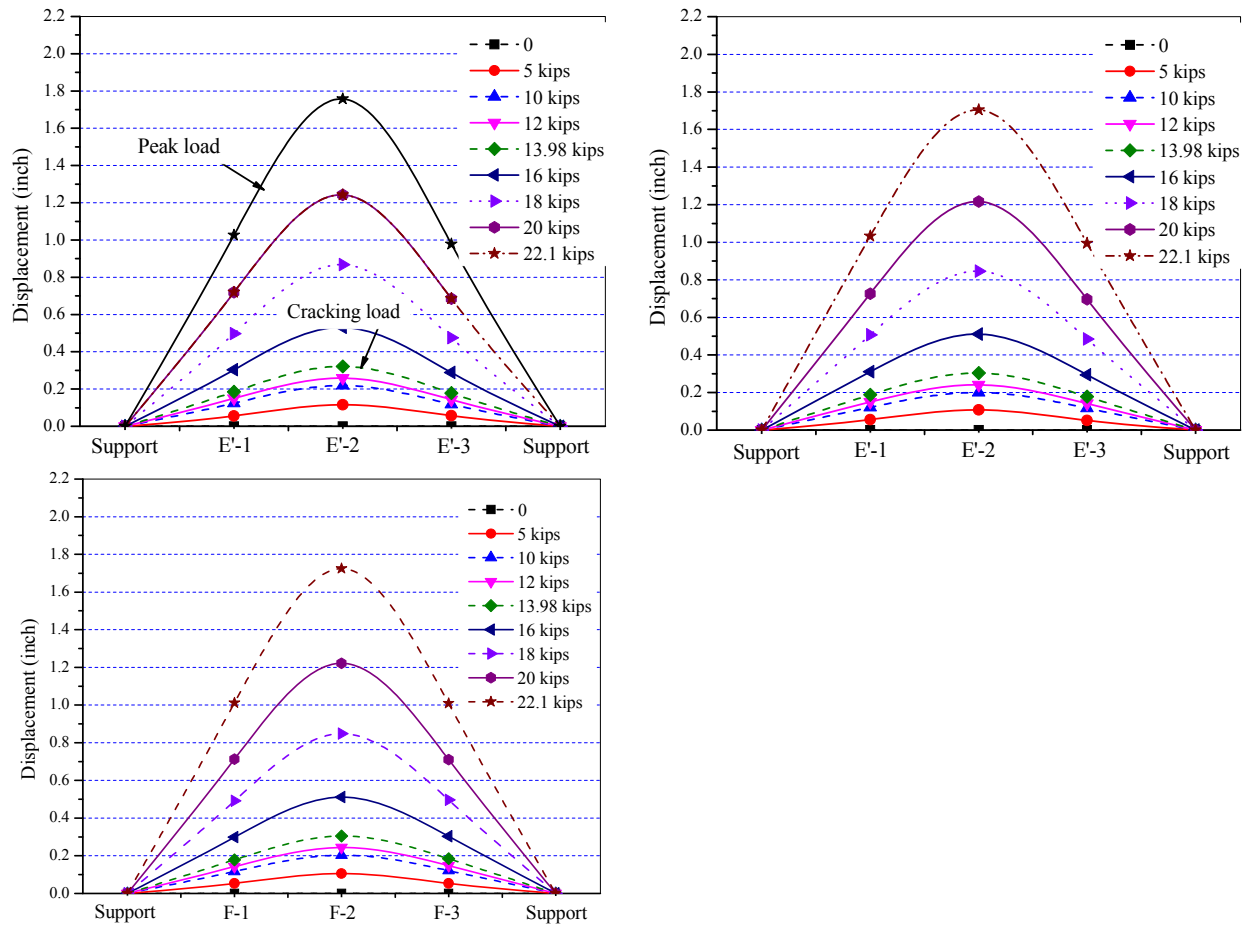 2.2
2.0
1.8
1.6
1.4
1.2
1.0
0.8
0.6
0.4
0.2
0.0
Displacement (inch)
Peak load
Cracking load
0
5 kips
10 kips
12 kips
13.98 kips
16 kips
18 kips
20 kips
22.1 kips
Support E'-1 E'-2 E'-3 Support
2.2
2.0
1.8
1.6
1.4
1.2
1.0
0.8
0.6
0.4
0.2
0.0
Displacement (inch)
0
5 kips
10 kips
12 kips
13.98 kips
16 kips
18 kips
20 kips
22.1 kips
Support E'-1 E'-2 E'-3 Support
2.2
2.0
1.8
1.6
1.4
1.2
1.0
0.8
0.6
0.4
0.2
0.0
Displacement (inch)
0
5 kips
10 kips
12 kips
13.98 kips
16 kips
18 kips
20 kips
22.1 kips
Support F-1 F-2 F-3 Support